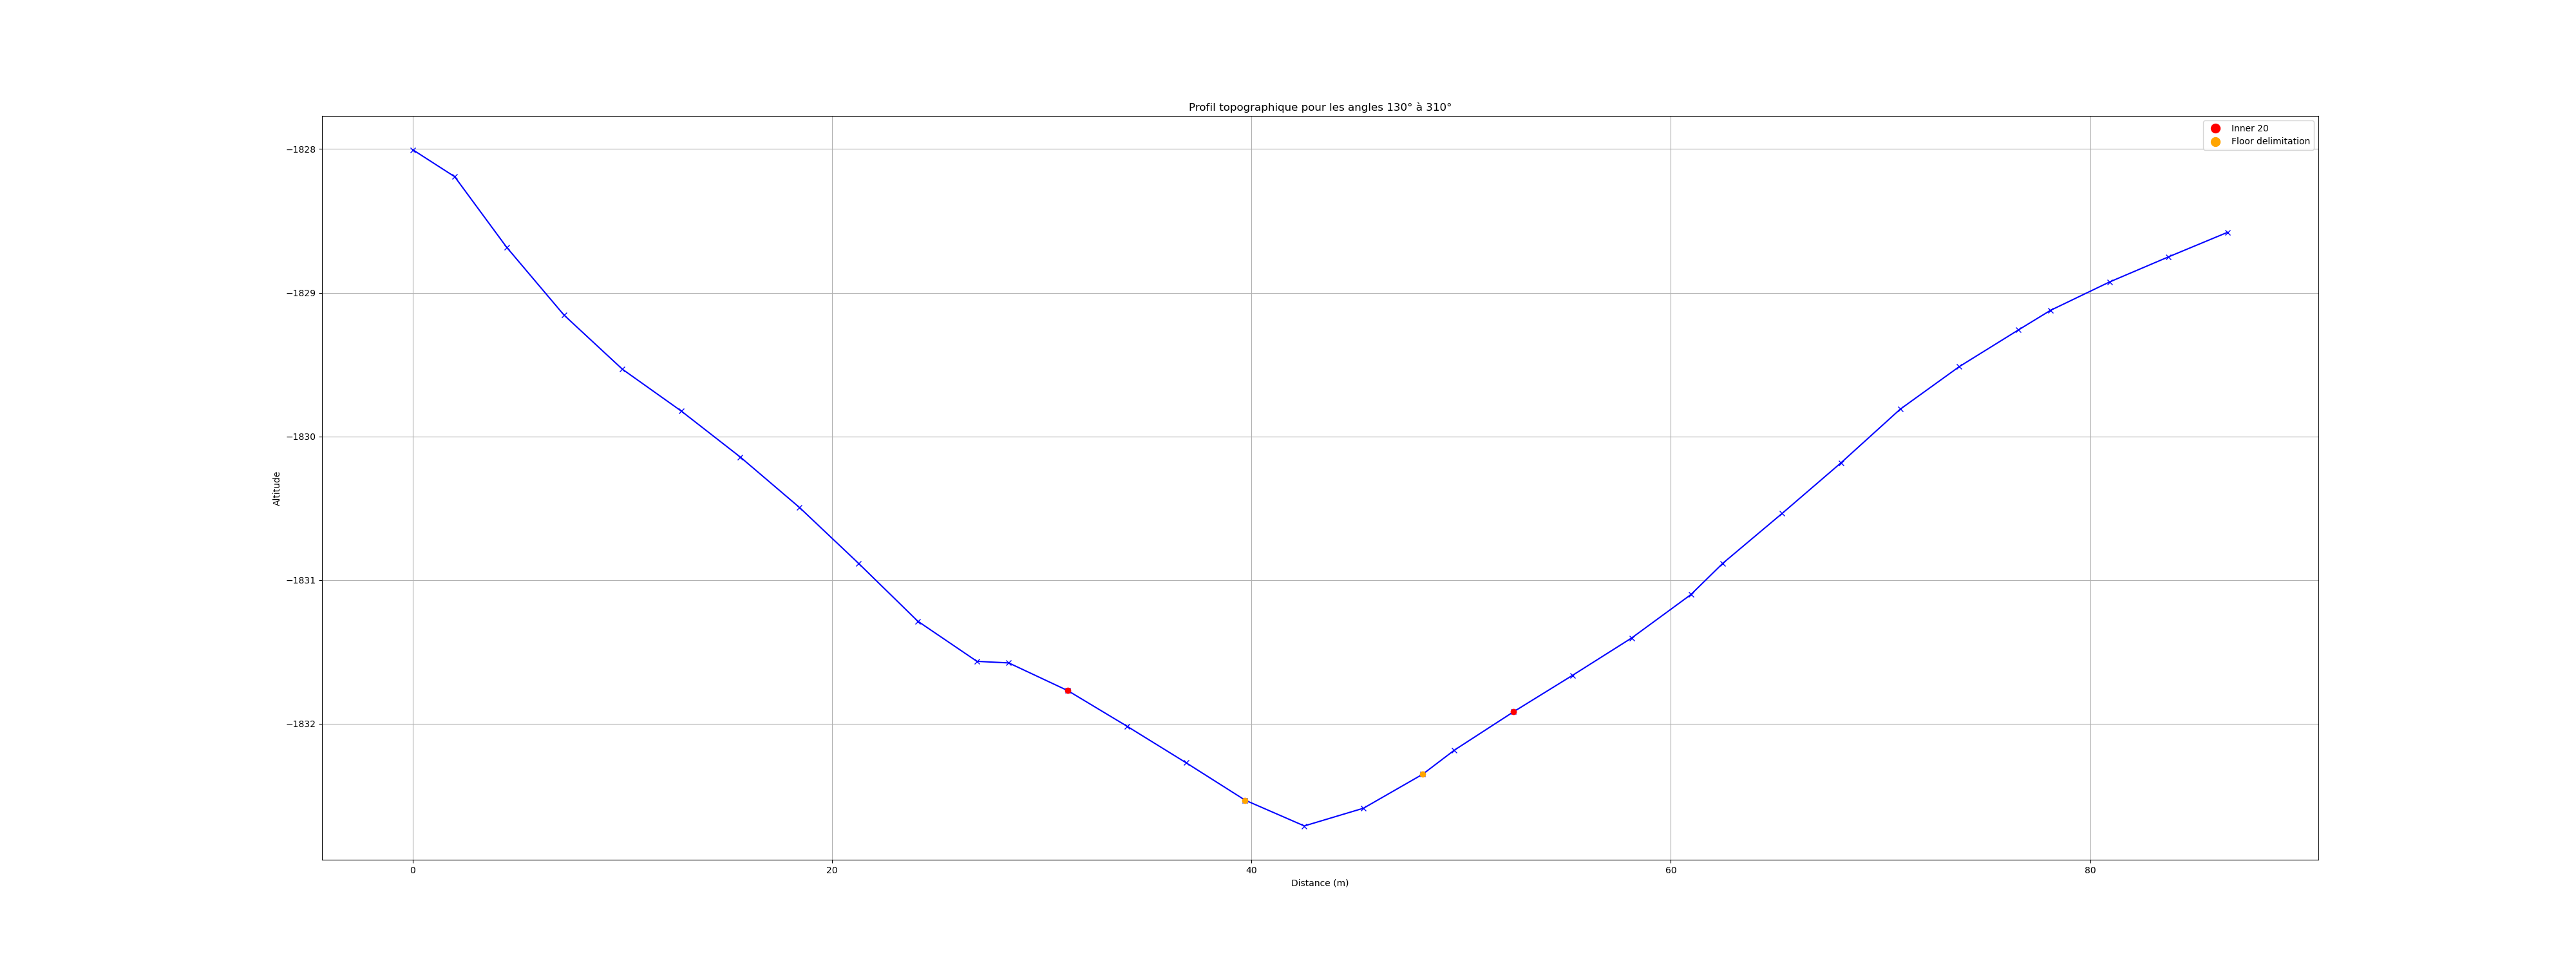 Profil topographique pour les angles 130° à 310°
Inner 20
Floor delimitation
−1828
−1829
−1830
−1831
−1832
Altitude
0 20 40 60 80
Distance (m)